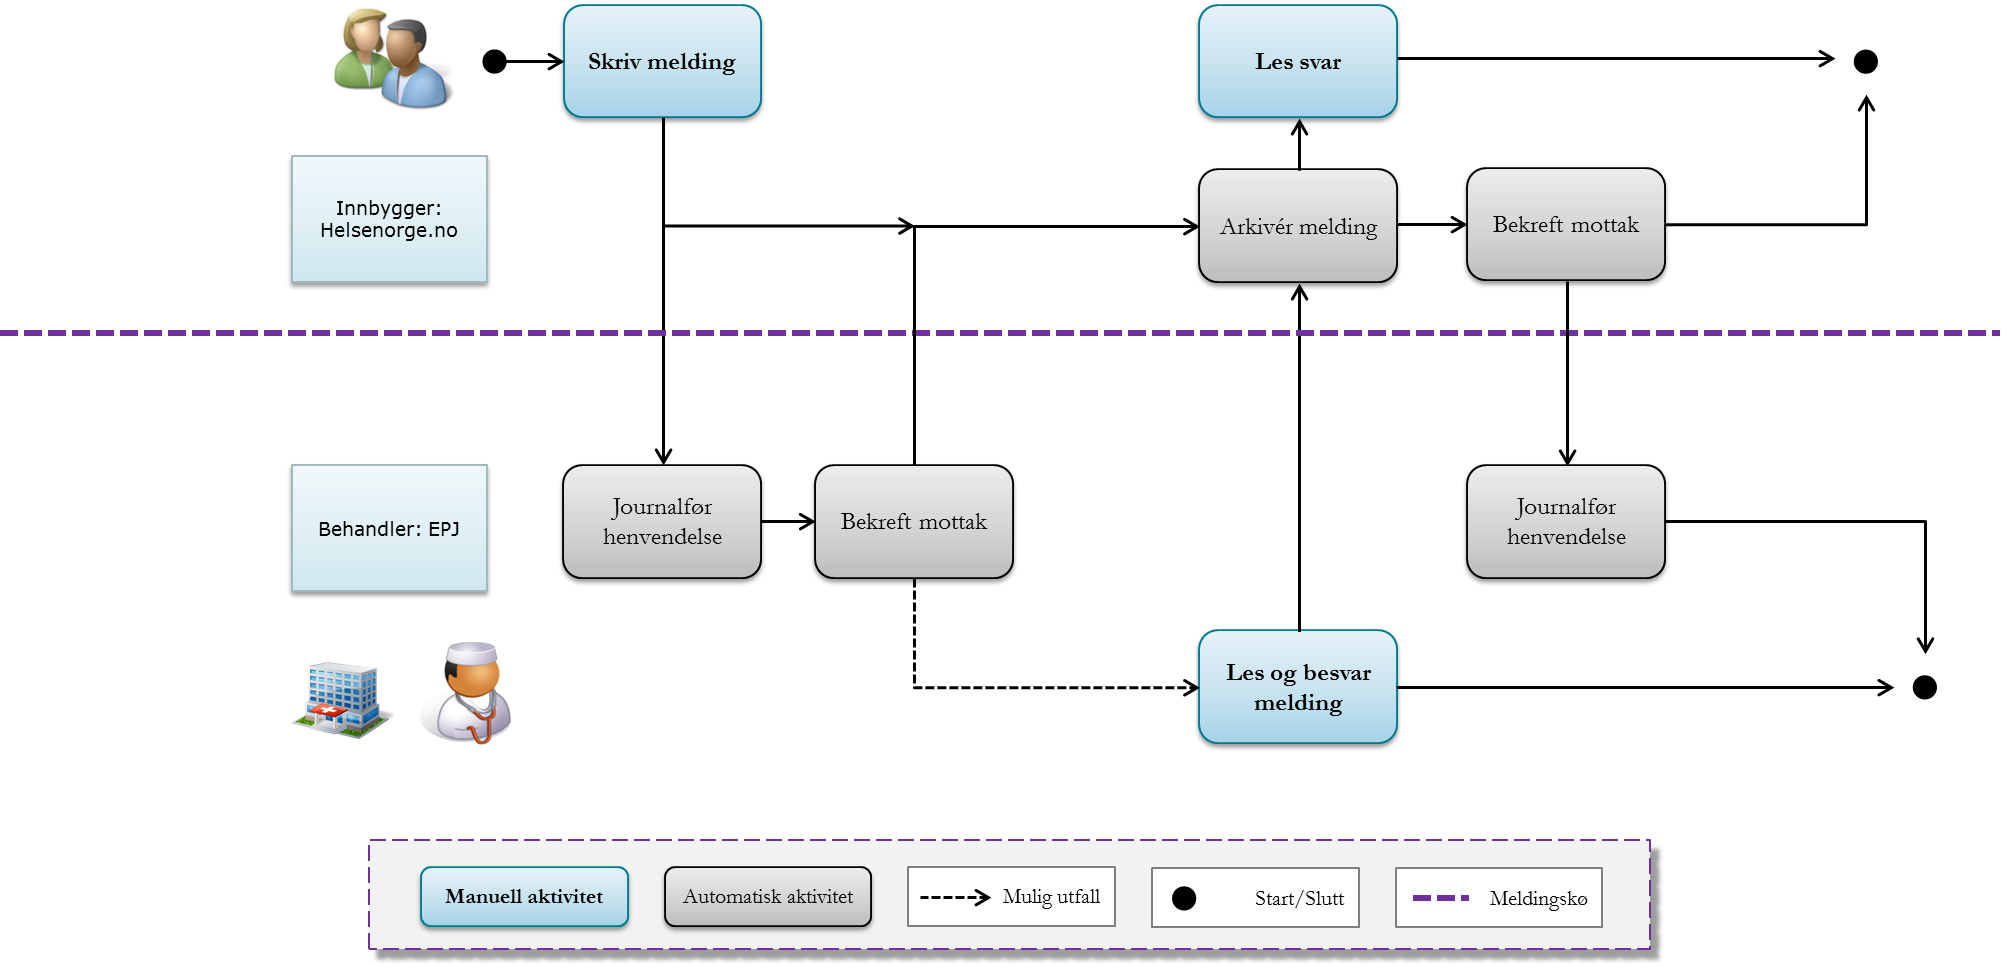 Skriv melding
Les svar
Innbygger:
Helsenorge.no
Arkivér melding
Bekreft mottak
Behandler: EPJ
Journalfør
henvendelse
Bekreft mottak
Journalfør
henvendelse
Les og besvar
melding
Manuell aktivitet
Automatisk aktivitet
Mulig utfall
Start/Slutt
Meldingskø